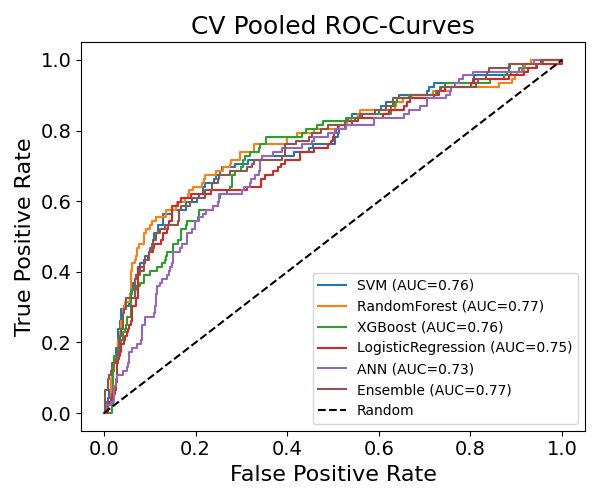 CV Pooled ROC-Curves
True Positive Rate
1.0
0.8
0.6
0.4
0.2
0.0
SVM (AUC=0.76)
RandomForest (AUC=0.77)
XGBoost (AUC=0.76)
LogisticRegression (AUC=0.75)
ANN (AUC=0.73)
Ensemble (AUC=0.77)
Random
0.0 0.2 0.4 0.6 0.8 1.0
False Positive Rate